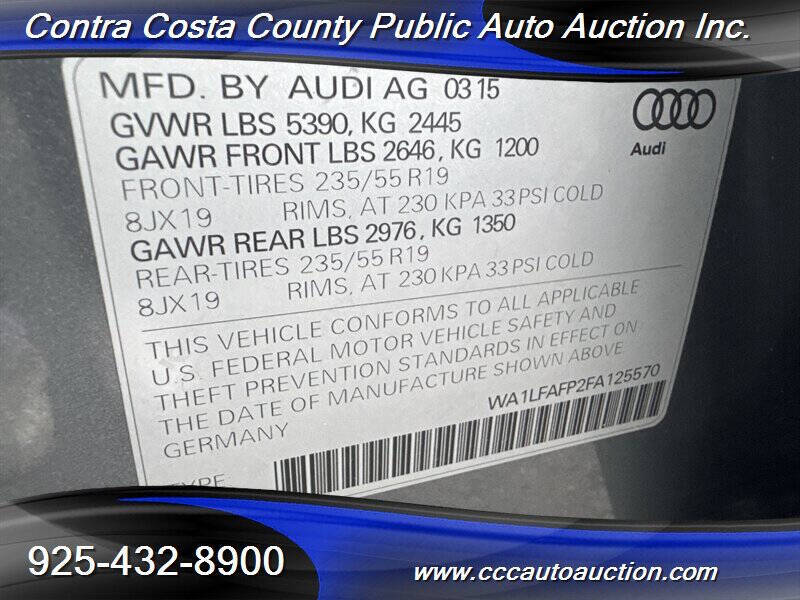 Contra Costa County Public Auto Auction Inc.
MFD. BY AUDI AG 03 15
GVWR LBS 5390, KG 2445
GAWR FRONT LBS 2646, KG 1200
FRONT-TIRES 235/55 R19
8JX19 RIMS, AT 230 KPA 33 PSI COLD
GAWR REAR LBS 2976, KG 1350
REAR-TIRES 235/55 R19
8JX19 RIMS, AT 230 KPA 33 PSI COLD
Audi
THIS VEHICLE CONFORMS TO ALL APPLICABLE
U.S. FEDERAL MOTOR VEHICLE SAFETY AND
THEFT PREVENTION STANDARDS IN EFFECT ON
THE DATE OF MANUFACTURE SHOWN ABOVE
GERMANY
WA1LFAFP2FA125570
TYPE
925-432-8900
www.cccautoauction.com